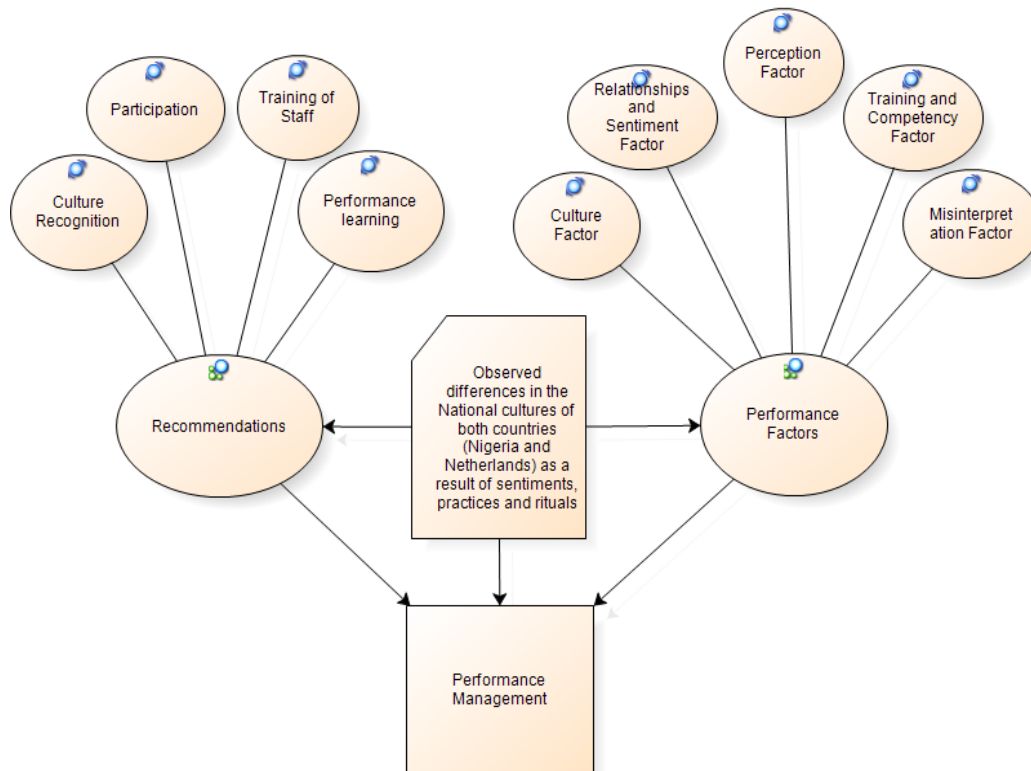 Participation
Training of
Staff
Culture
Recognition
Performance
learning
Relationships
and
Sentiment
Factor
Perception
Factor
Training and
Competency
Factor
Culture
Factor
Misinterpret
ation Factor
Recommendations
Observed
differences in the
National cultures of
both countries
(Nigeria and
Netherlands) as a
result of sentiments,
practices and rituals
Performance
Factors
Performance
Management